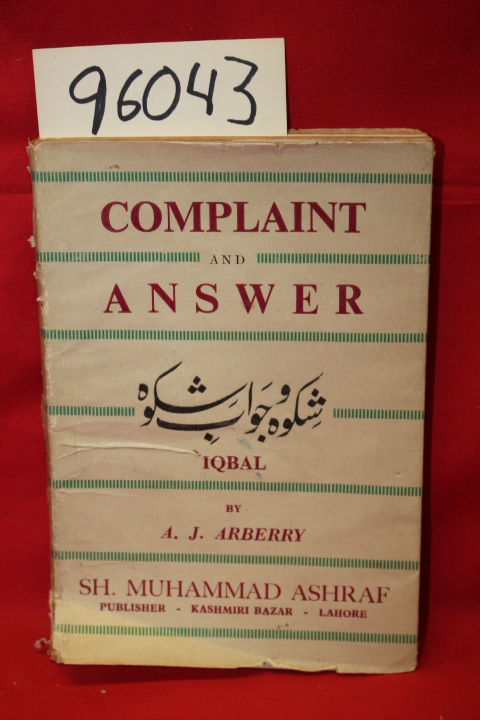 96043
COMPLAINT
AND
ANSWER
شکوہ و جواب شکوہ
IQBAL
BY
A. J. ARBERRY
SH. MUHAMMAD ASHRAF
PUBLISHER - KASHMIRI BAZAR - LAHORE